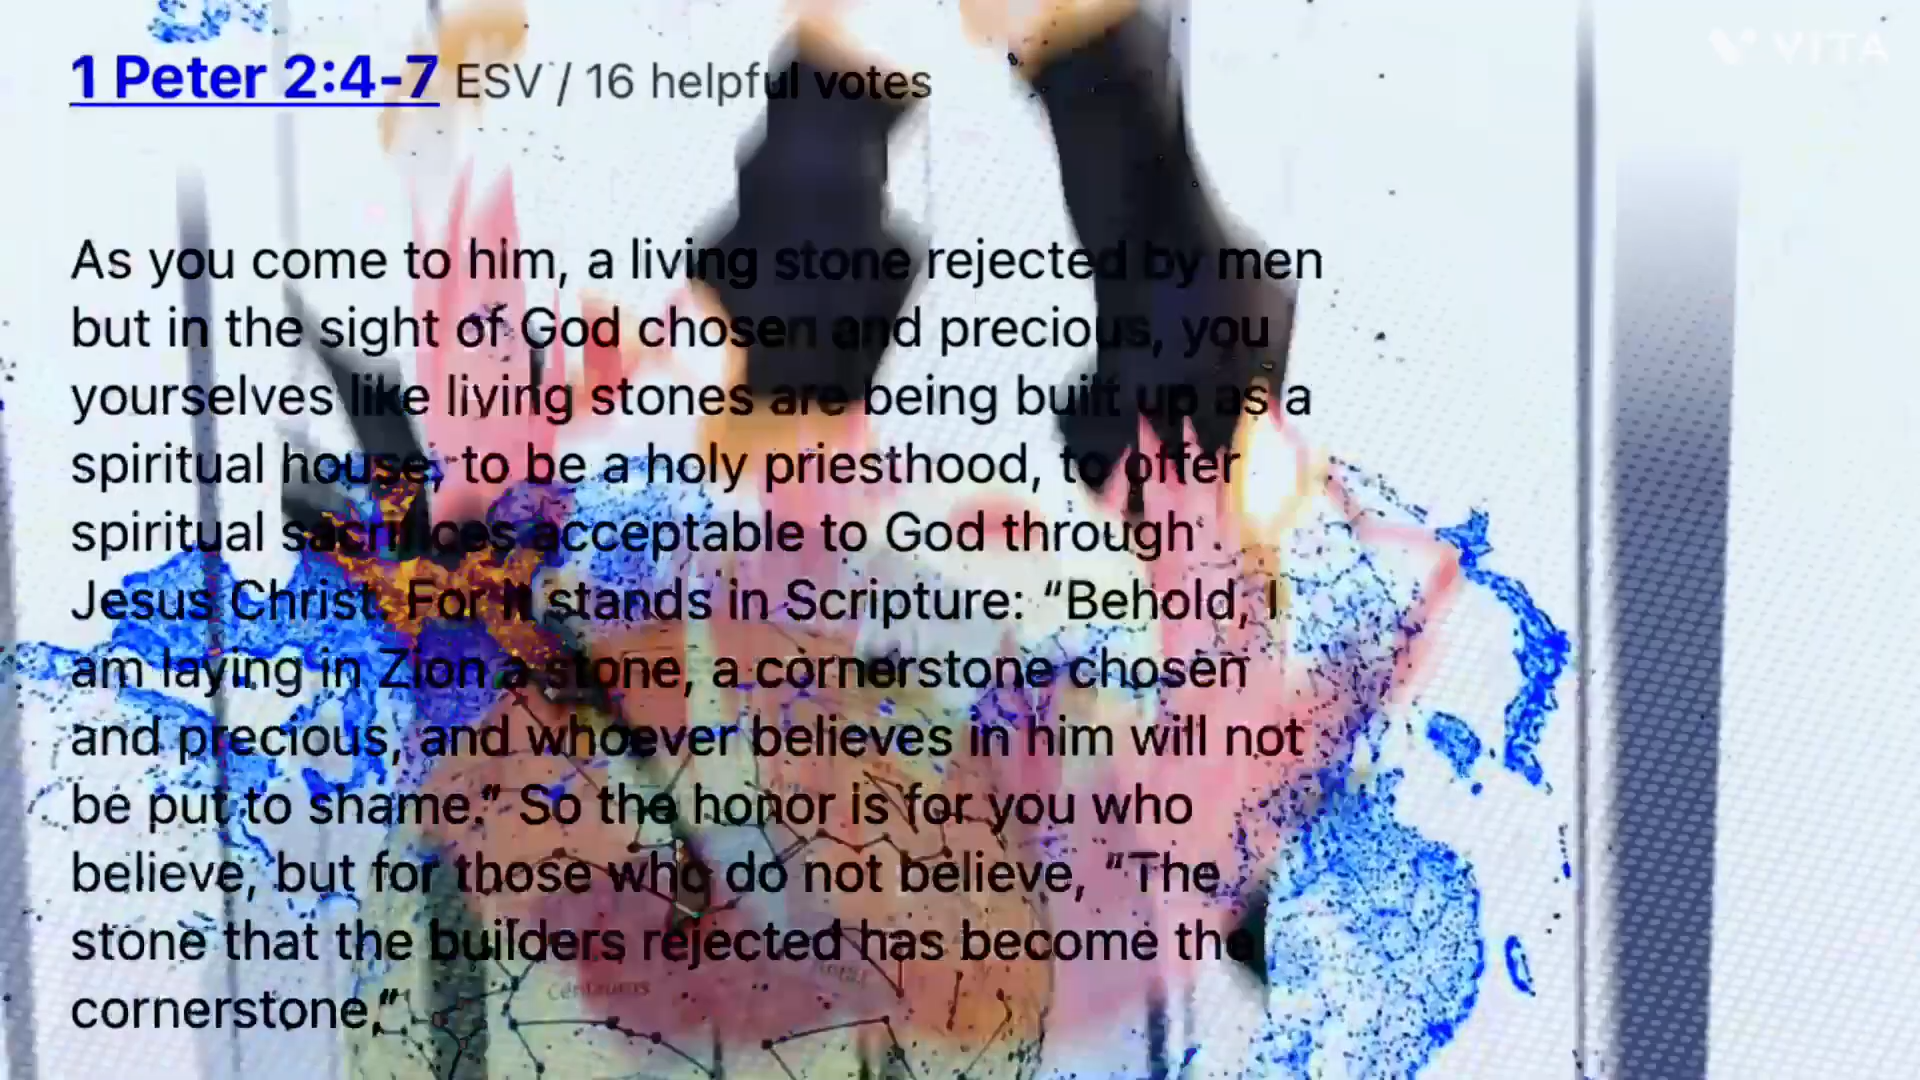 1 Peter 2:4-7 ESV / 16 helpful votes
VITA
As you come to him, a living stone rejected by men
but in the sight of God chosen and precious, you
yourselves like living stones are being built up as a
spiritual house, to be a holy priesthood, to offer
spiritual sacrifices acceptable to God through
Jesus Christ. For it stands in Scripture: “Behold, I
am laying in Zion a stone, a cornerstone chosen
and precious, and whoever believes in him will not
be put to shame.” So the honor is for you who
believe, but for those who do not believe, “The
stone that the builders rejected has become the
cornerstone,”
Centaurus